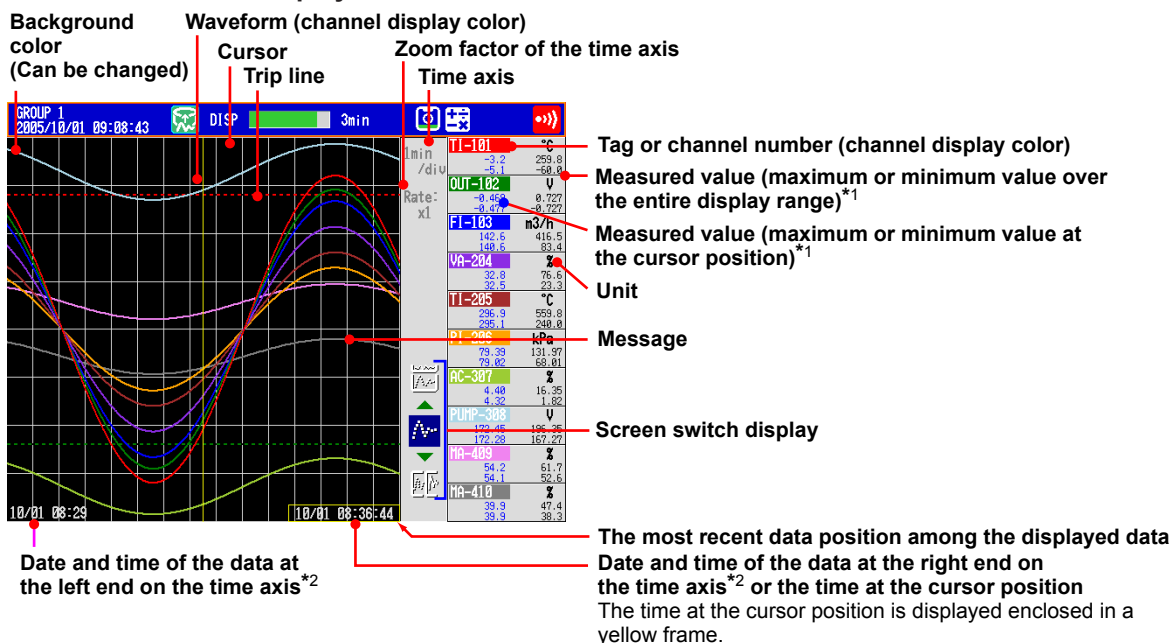 Background
color
(Can be changed)
Waveform (channel display color)
Cursor
Trip line
Zoom factor of the time axis
Time axis
GROUP 1
2005/10/01 09:08:43
DISP
3min
1min
/div
Rate:
x1
TI-101 °C
-3.2 259.8
-5.1 -60.0
OUT-102 V
-0.468 0.727
-0.477 -0.727
FI-103 m3/h
142.6 416.5
140.6 83.4
VA-204 %
32.8 76.6
32.5 23.3
TI-205 °C
296.9 559.8
295.1 240.0
PI-206 kPa
79.39 131.97
79.02 68.01
AC-307 %
4.40 16.35
4.32 1.82
PUMP-308 V
172.28 167.27
MA-409 %
54.2 61.7
54.1 52.6
MA-410 %
39.9 47.4
39.9 38.3
10/01 08:29
10/01 08:36:44
Tag or channel number (channel display color)
Measured value (maximum or minimum value over
the entire display range)*1
Measured value (maximum or minimum value at
the cursor position)*1
Unit
Message
Screen switch display
The most recent data position among the displayed data
Date and time of the data at
the left end on the time axis*2
Date and time of the data at the right end on
the time axis*2 or the time at the cursor position
The time at the cursor position is displayed enclosed in a
yellow frame.